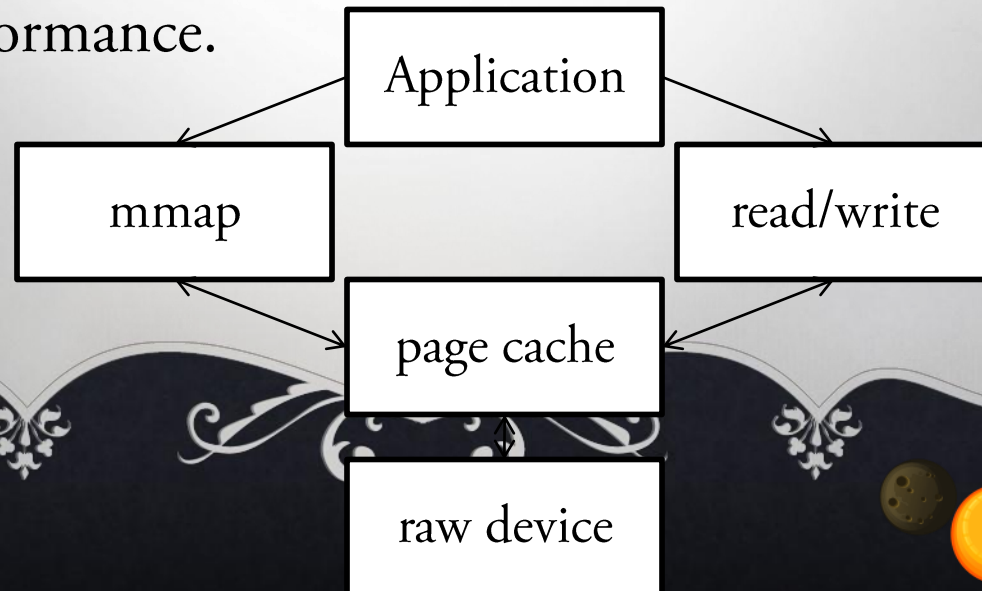 ormance.
Application
mmap
read/write
page cache
raw device